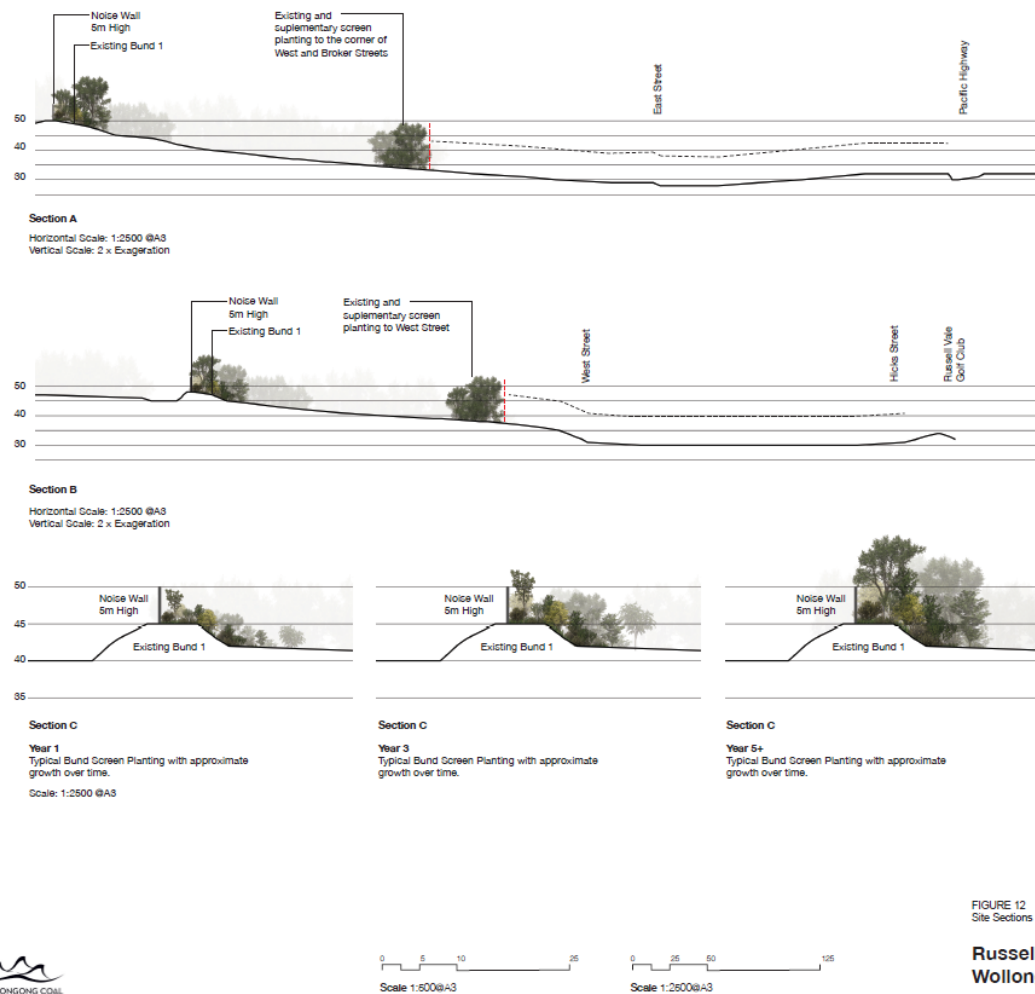 Noise Wall
5m High
Existing Bund 1
Existing and
suplementary screen
planting to the corner of
West and Broker Streets
East Street
Pacific Highway
50
40
30
Section A
Horizontal Scale: 1:2500 @A3
Vertical Scale: 2 x Exageration
Noise Wall
5m High
Existing Bund 1
Existing and
suplementary screen
planting to West Street
West Street
Hicks Street
Russell Vale
Golf Club
50
40
30
Section B
Horizontal Scale: 1:2500 @A3
Vertical Scale: 2 x Exageration
50
45
40
35
Noise Wall
5m High
Existing Bund 1
Noise Wall
5m High
Existing Bund 1
Noise Wall
5m High
Existing Bund 1
Section C
Year 1
Typical Bund Screen Planting with approximate
growth over time.
Scale: 1:2500 @A3
Section C
Year 3
Typical Bund Screen Planting with approximate
growth over time.
Section C
Year 5+
Typical Bund Screen Planting with approximate
growth over time.
FIGURE 12
Site Sections
Russel
Wollon
ONGONG COAL
0 5 10 25
Scale 1:500@A3
0 25 50 125
Scale 1:2500@A3